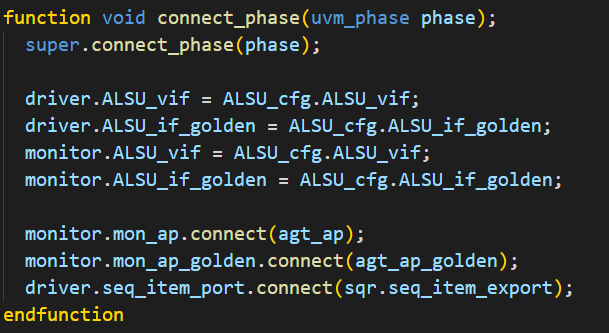 function void connect_phase(uvm_phase phase);
super.connect_phase(phase);
driver.ALSU_vif = ALSU_cfg.ALSU_vif;
driver.ALSU_if_golden = ALSU_cfg.ALSU_if_golden;
monitor.ALSU_vif = ALSU_cfg.ALSU_vif;
monitor.ALSU_if_golden = ALSU_cfg.ALSU_if_golden;
monitor.mon_ap.connect(agt_ap);
monitor.mon_ap_golden.connect(agt_ap_golden);
driver.seq_item_port.connect(sqr.seq_item_export);
endfunction